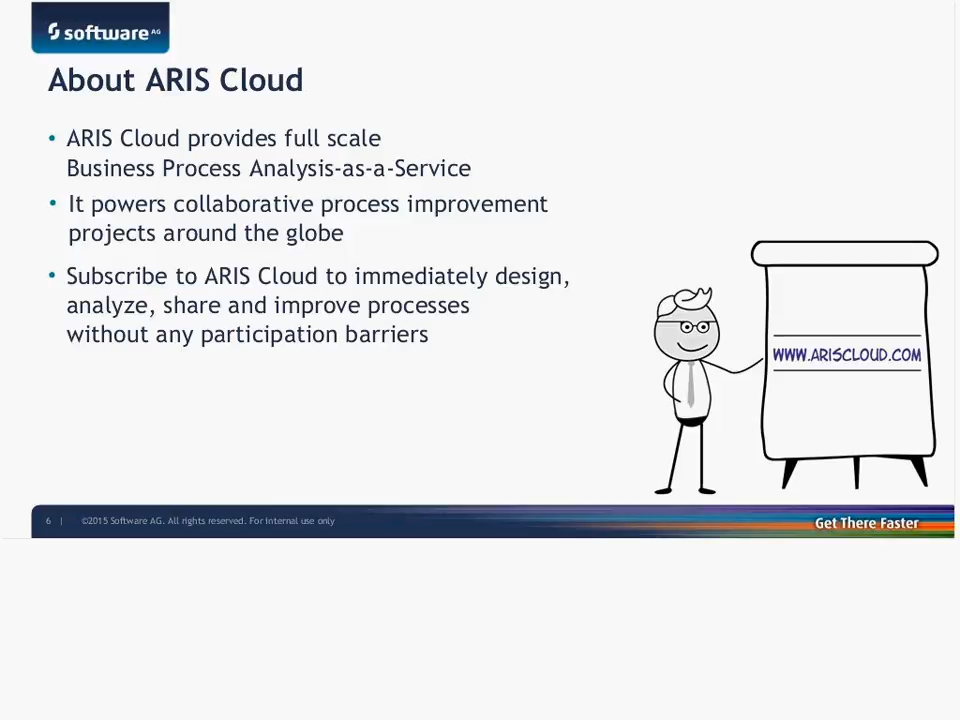 software AG
About ARIS Cloud
• ARIS Cloud provides full scale
Business Process Analysis-as-a-Service
• It powers collaborative process improvement
projects around the globe
• Subscribe to ARIS Cloud to immediately design,
analyze, share and improve processes
without any participation barriers
WWW.ARISCLOUD.COM
6 | ©2015 Software AG. All rights reserved. For internal use only
Get There Faster